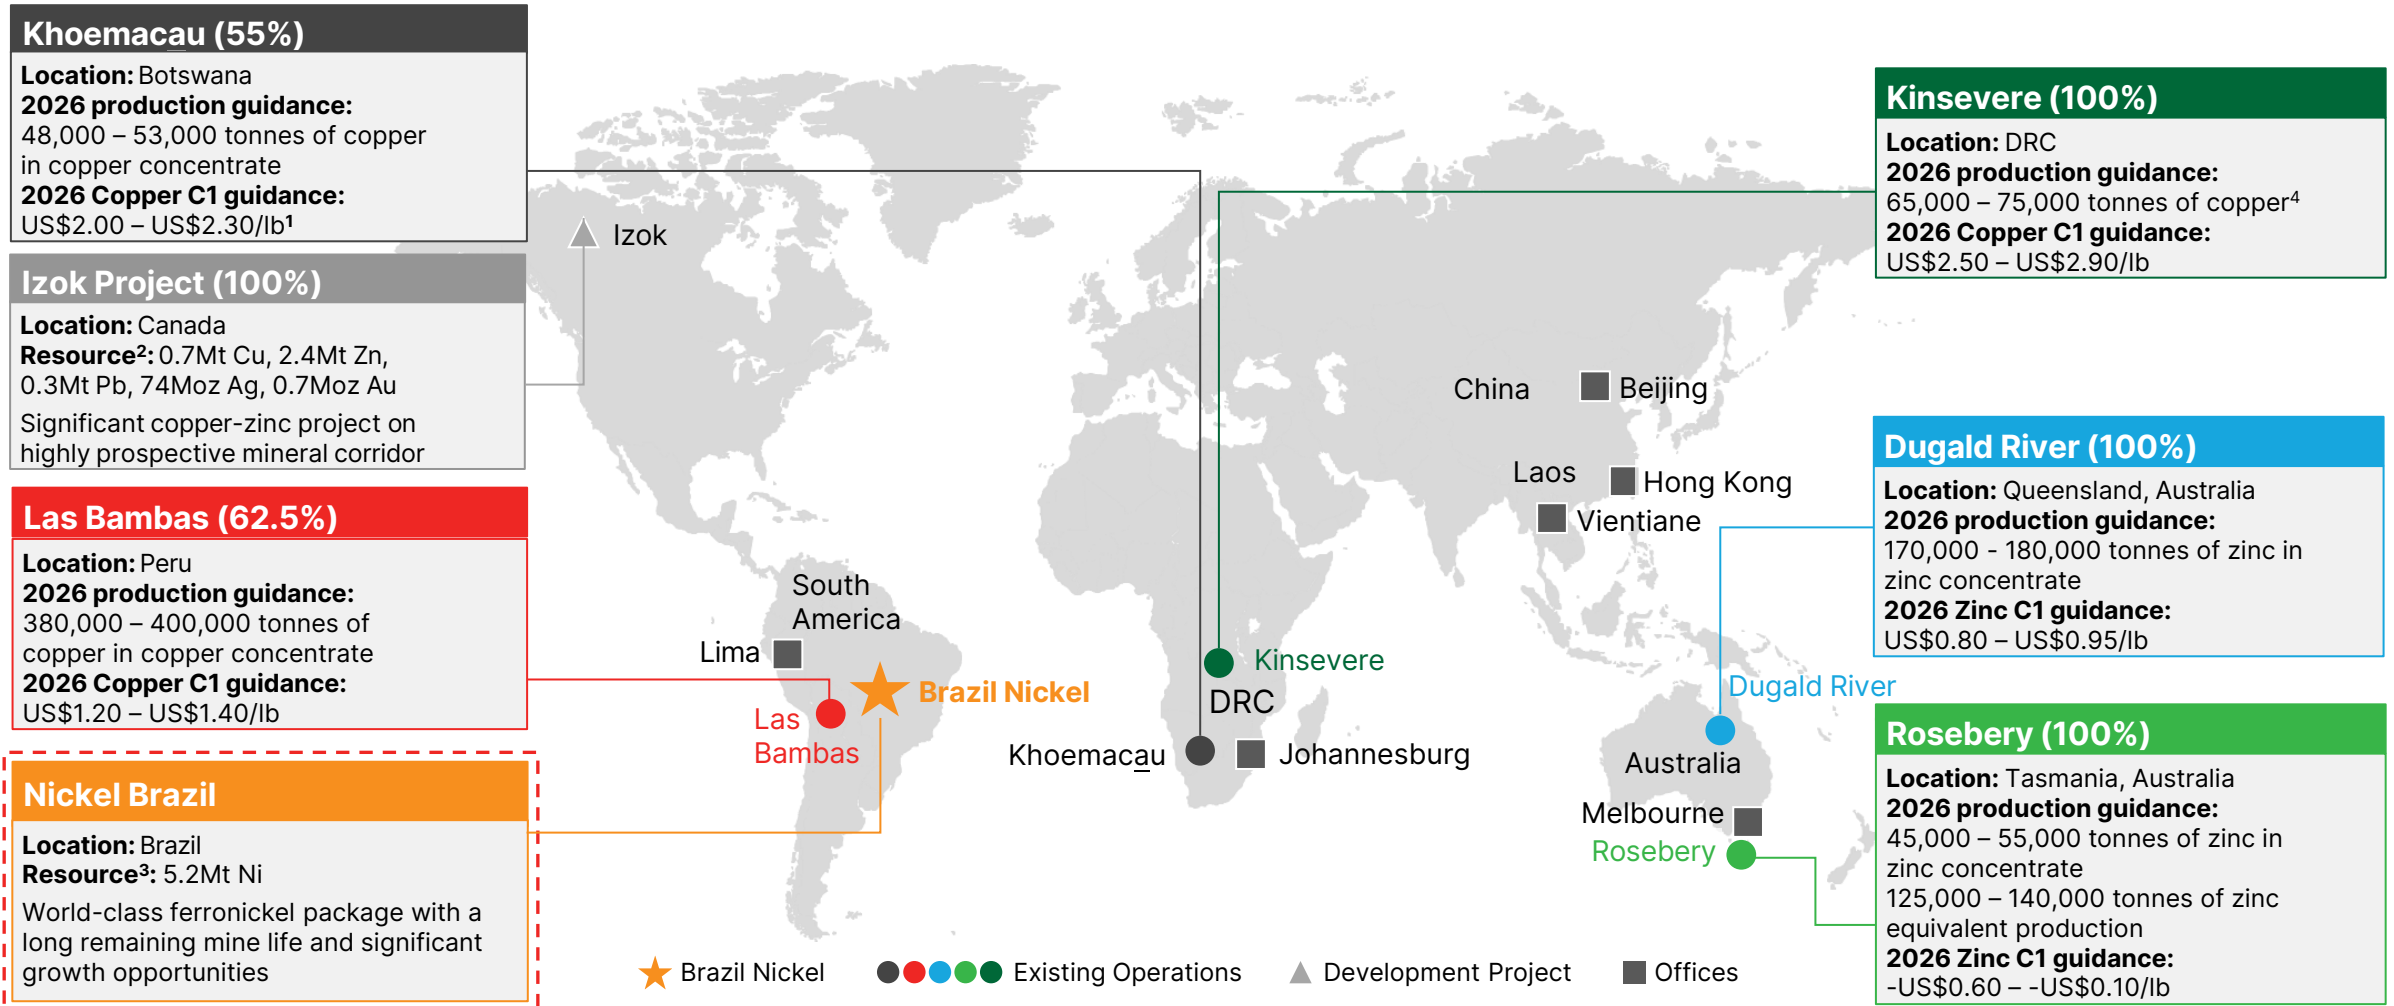 Khoemacau (55%)
Location: Botswana
2026 production guidance:
48,000 – 53,000 tonnes of copper
in copper concentrate
2026 Copper C1 guidance:
US$2.00 – US$2.30/lb¹
Izok Project (100%)
Location: Canada
Resource²: 0.7Mt Cu, 2.4Mt Zn,
0.3Mt Pb, 74Moz Ag, 0.7Moz Au
Significant copper-zinc project on
highly prospective mineral corridor
Las Bambas (62.5%)
Location: Peru
2026 production guidance:
380,000 – 400,000 tonnes of
copper in copper concentrate
2026 Copper C1 guidance:
US$1.20 – US$1.40/lb
Nickel Brazil
Location: Brazil
Resource³: 5.2Mt Ni
World-class ferronickel package with a
long remaining mine life and significant
growth opportunities
Izok
South
America
Lima
Brazil Nickel
Las
Bambas
Kinsevere
DRC
Khoemacau
Johannesburg
China
Beijing
Laos
Hong Kong
Vientiane
Dugald River
Australia
Melbourne
Rosebery
Kinsevere (100%)
Location: DRC
2026 production guidance:
65,000 – 75,000 tonnes of copper⁴
2026 Copper C1 guidance:
US$2.50 – US$2.90/lb
Dugald River (100%)
Location: Queensland, Australia
2026 production guidance:
170,000 - 180,000 tonnes of zinc in
zinc concentrate
2026 Zinc C1 guidance:
US$0.80 – US$0.95/lb
Rosebery (100%)
Location: Tasmania, Australia
2026 production guidance:
45,000 – 55,000 tonnes of zinc in
zinc concentrate
125,000 – 140,000 tonnes of zinc
equivalent production
2026 Zinc C1 guidance:
-US$0.60 – -US$0.10/lb
Brazil Nickel
Existing Operations
Development Project
Offices